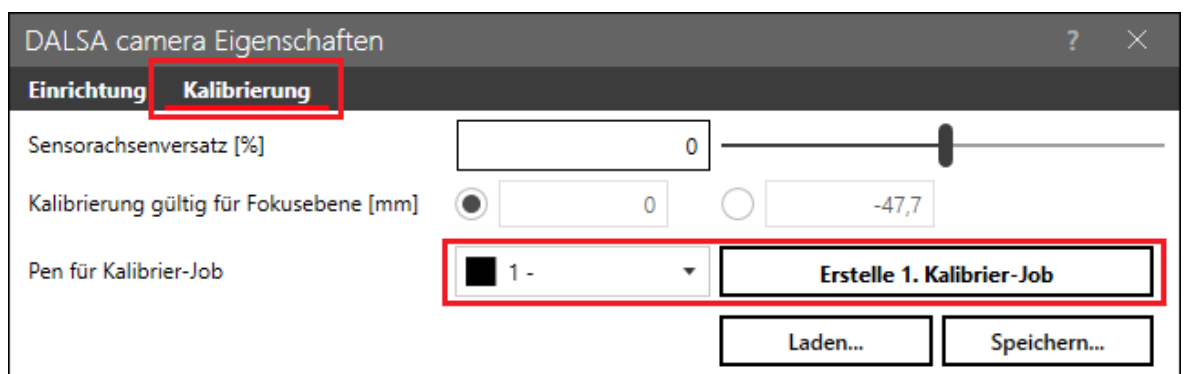 DALSA camera Eigenschaften ?
Einrichtung Kalibrierung
Sensorachsenversatz [%] 0
Kalibrierung gültig für Fokusebene [mm] 0 -47,7
Pen für Kalibrier-Job 1 - Erstelle 1. Kalibrier-Job
Laden... Speichern...